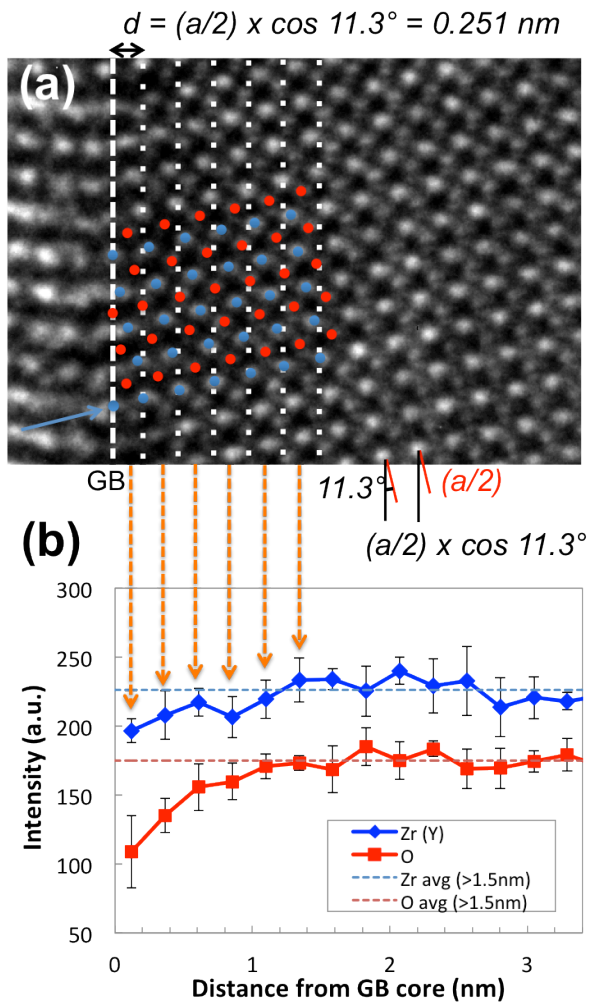 d = (a/2) x cos 11.3° = 0.251 nm
(a)
GB
11.3°
(a/2)
(a/2) x cos 11.3°
(b)
300
250
200
150
100
50
0
1
2
3
Intensity (a.u.)
Zr (Y)
O
Zr avg (>1.5nm)
O avg (>1.5nm)
Distance from GB core (nm)